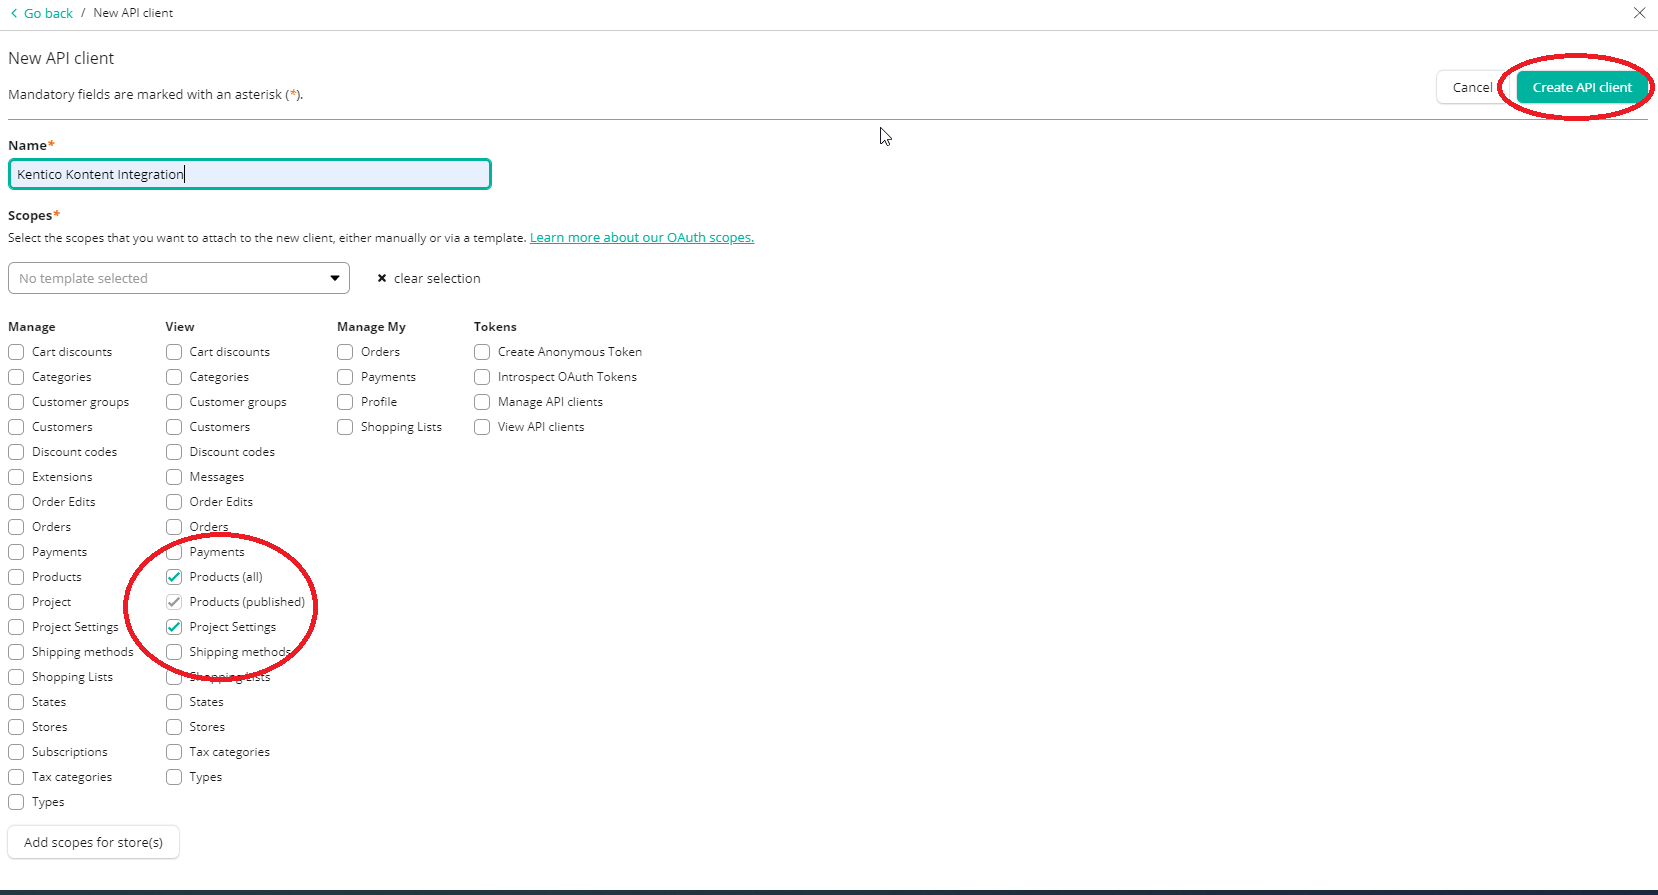 Go back / New API client
New API client
Mandatory fields are marked with an asterisk (*).
Cancel
Create API client
Name*
Kentico Kontent Integration
Scopes*
Select the scopes that you want to attach to the new client, either manually or via a template. Learn more about our OAuth scopes.
No template selected
clear selection
Manage
Cart discounts
Categories
Customer groups
Customers
Discount codes
Extensions
Order Edits
Orders
Payments
Products
Project
Project Settings
Shipping methods
Shopping Lists
States
Stores
Subscriptions
Tax categories
Types
View
Cart discounts
Categories
Customer groups
Customers
Discount codes
Messages
Order Edits
Orders
Payments
Products (all)
Products (published)
Project Settings
Shipping methods
Shopping Lists
States
Stores
Tax categories
Types
Manage My
Orders
Payments
Profile
Shopping Lists
Tokens
Create Anonymous Token
Introspect OAuth Tokens
Manage API clients
View API clients
Add scopes for store(s)